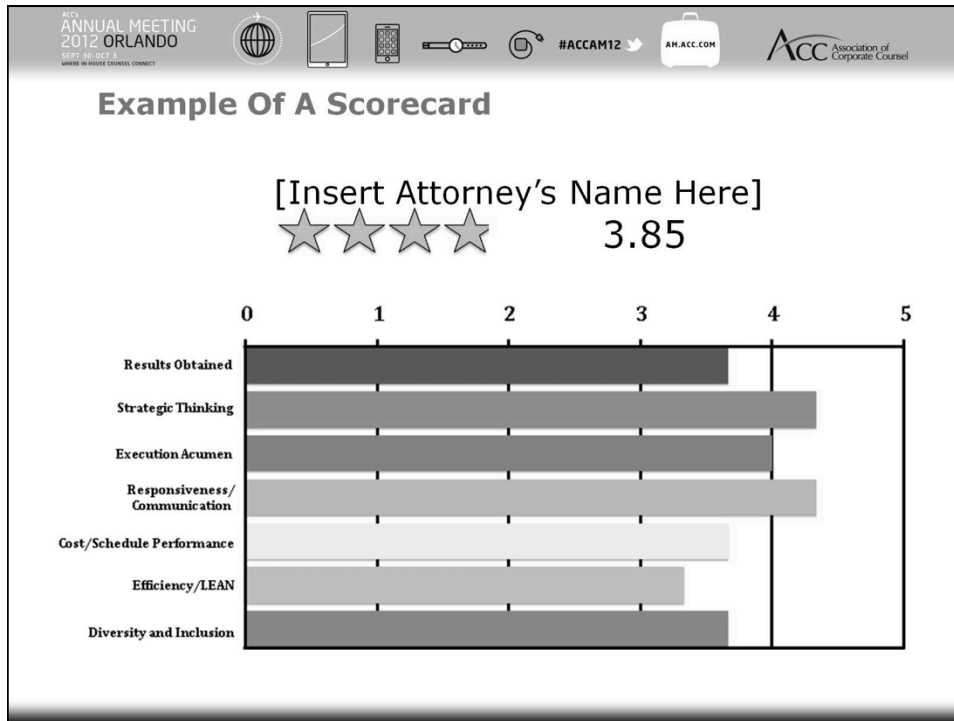 ACC's
ANNUAL MEETING
2012 ORLANDO
SEPT 30-OCT 3
WHERE IN-HOUSE COUNSEL CONNECT
#ACCAM12
AM.ACC.COM
ACC Association of
Corporate Counsel
Example Of A Scorecard
[Insert Attorney's Name Here]
3.85
0 1 2 3 4 5
Results Obtained
Strategic Thinking
Execution Acumen
Responsiveness/
Communication
Cost/Schedule Performance
Efficiency/LEAN
Diversity and Inclusion